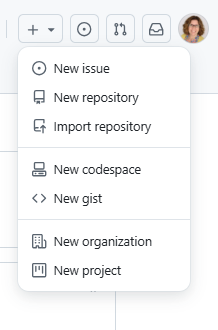 New issue
New repository
Import repository
New codespace
New gist
New organization
New project